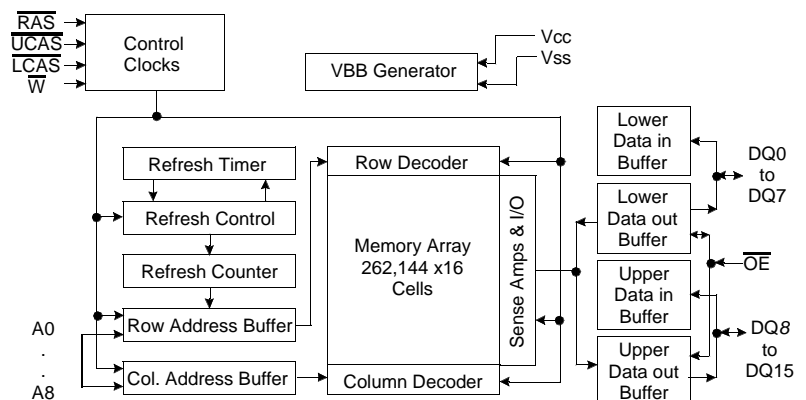 RAS
UCAS
LCAS
W
Control
Clocks
VBB Generator
Vcc
Vss
Refresh Timer
Refresh Control
Refresh Counter
Row Address Buffer
Col. Address Buffer
A0
.
.
A8
Row Decoder
Memory Array
262,144 x16
Cells
Sense Amps & I/O
Column Decoder
Lower
Data in
Buffer
Lower
Data out
Buffer
Upper
Data in
Buffer
Upper
Data out
Buffer
DQ0
to
DQ7
OE
DQ8
to
DQ15